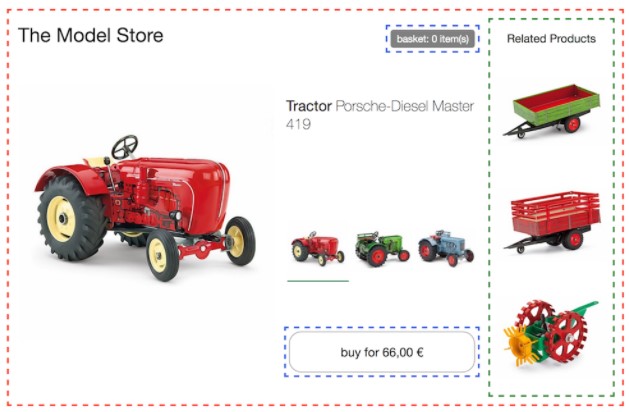 The Model Store
basket: 0 item(s)
Related Products
Tractor Porsche-Diesel Master
419
buy for 66,00 €